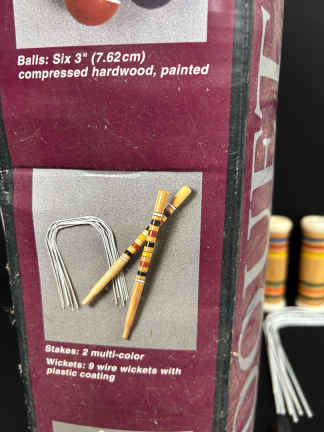 Balls: Six 3" (7.62cm)
compressed hardwood, painted
Stakes: 2 multi-color
Wickets: 9 wire wickets with
plastic coating